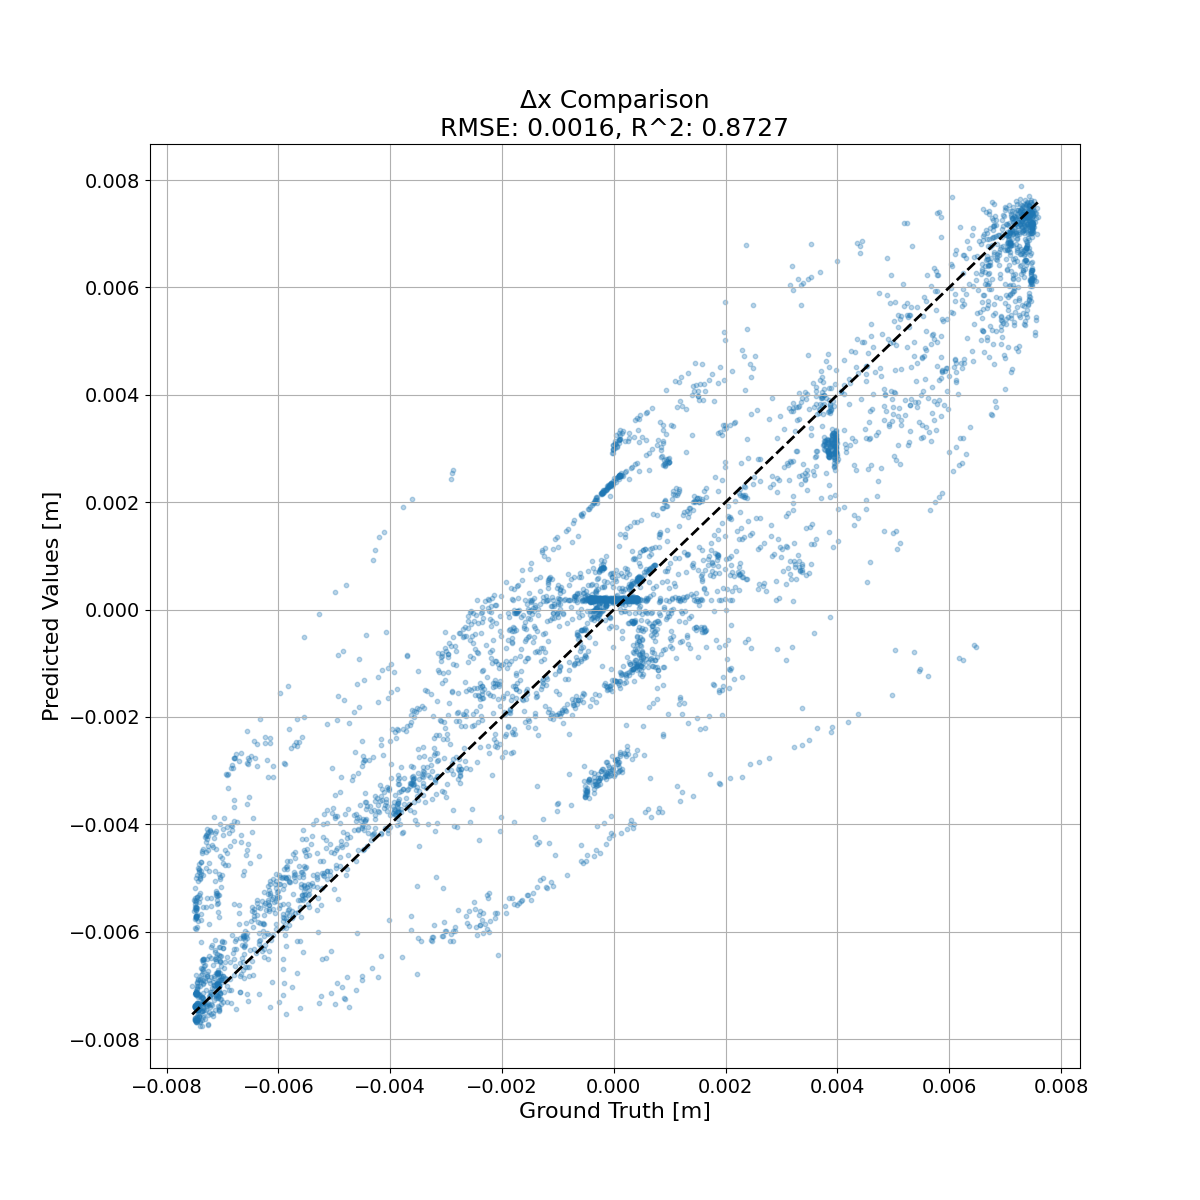 Δx Comparison
RMSE: 0.0016, R^2: 0.8727
0.008
0.006
0.004
0.002
0.000
−0.002
−0.004
−0.006
−0.008
Predicted Values [m]
−0.008 −0.006 −0.004 −0.002 0.000 0.002 0.004 0.006 0.008
Ground Truth [m]